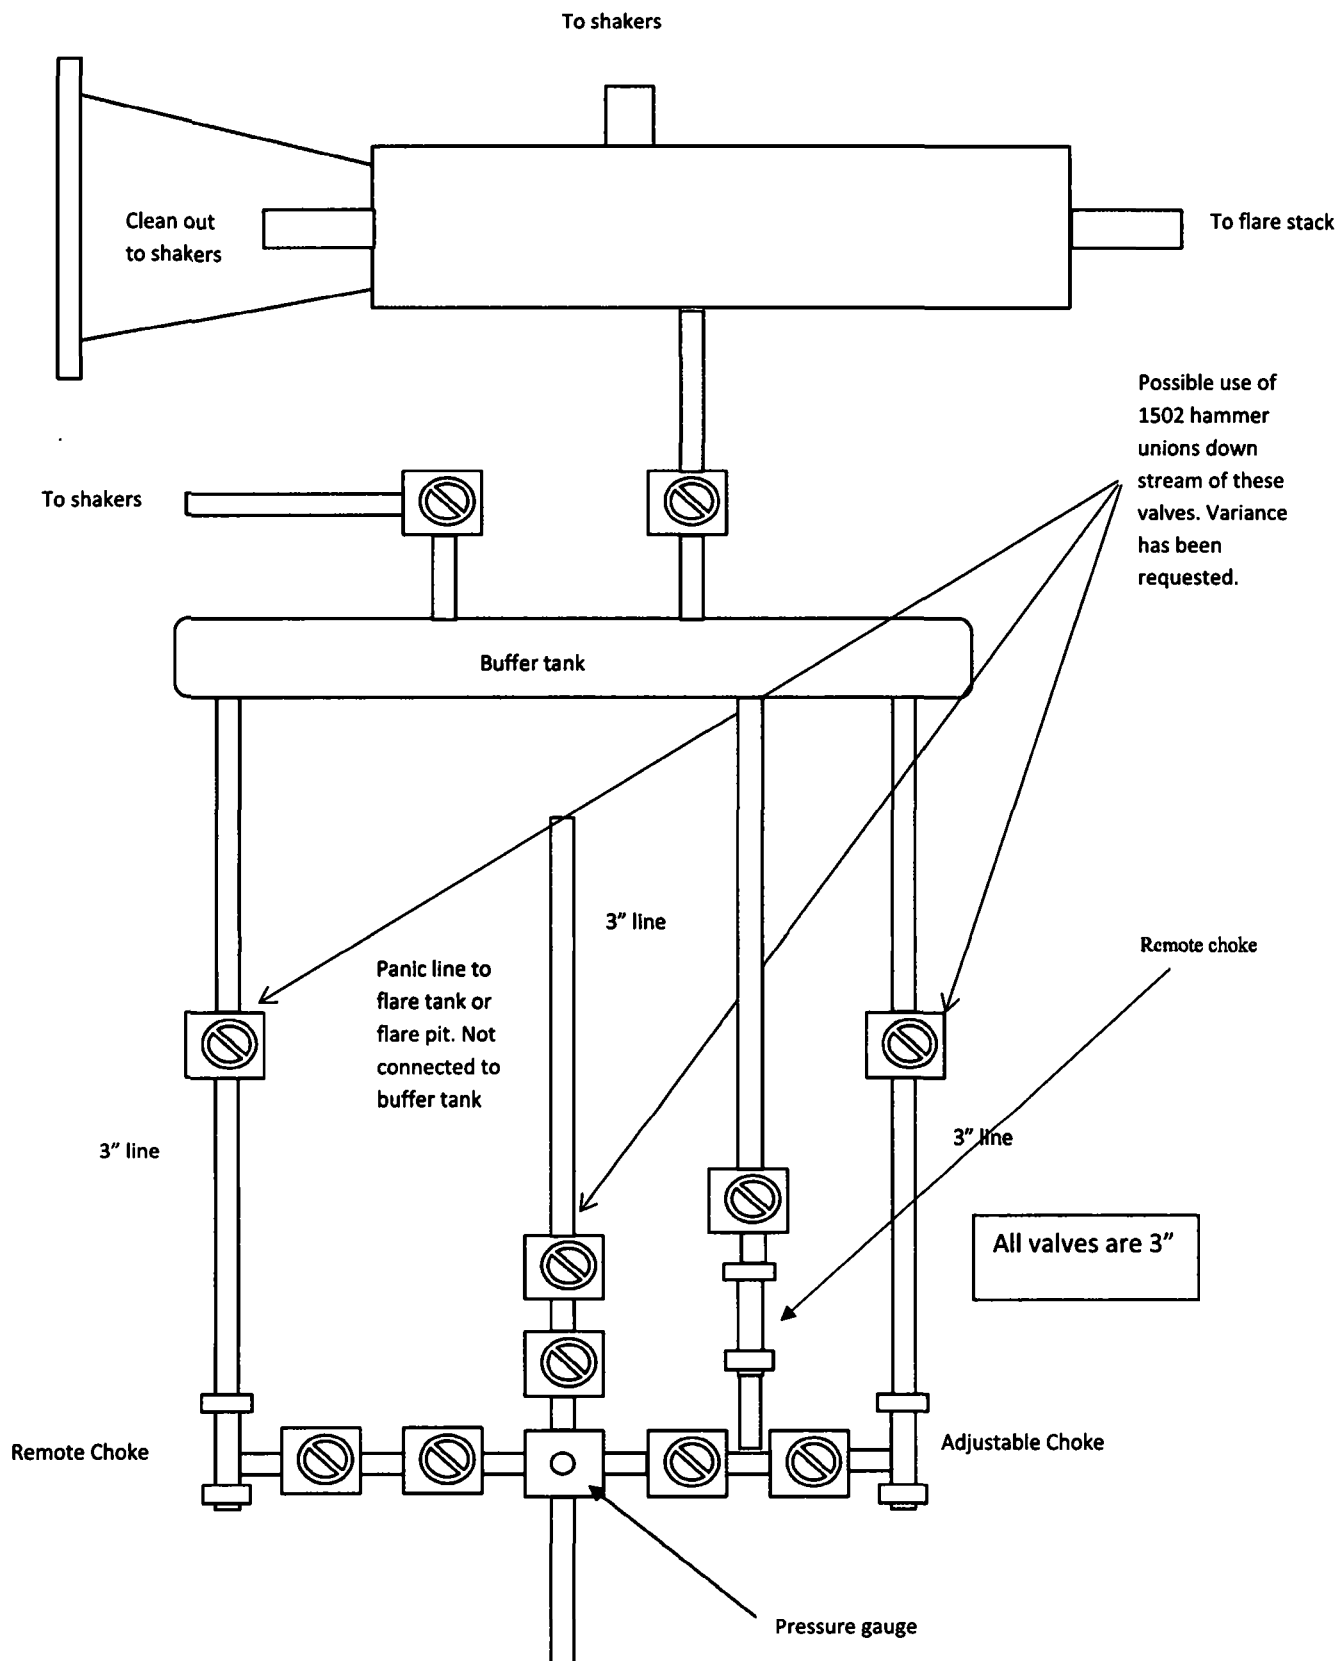 To shakers
Clean out
to shakers
To flare stack
Possible use of
1502 hammer
unions down
stream of these
valves. Variance
has been
requested.
To shakers
Buffer tank
3" line
Remote choke
Panic line to
flare tank or
flare pit. Not
connected to
buffer tank
3" line
3" line
All valves are 3"
Remote Choke
Adjustable Choke
Pressure gauge